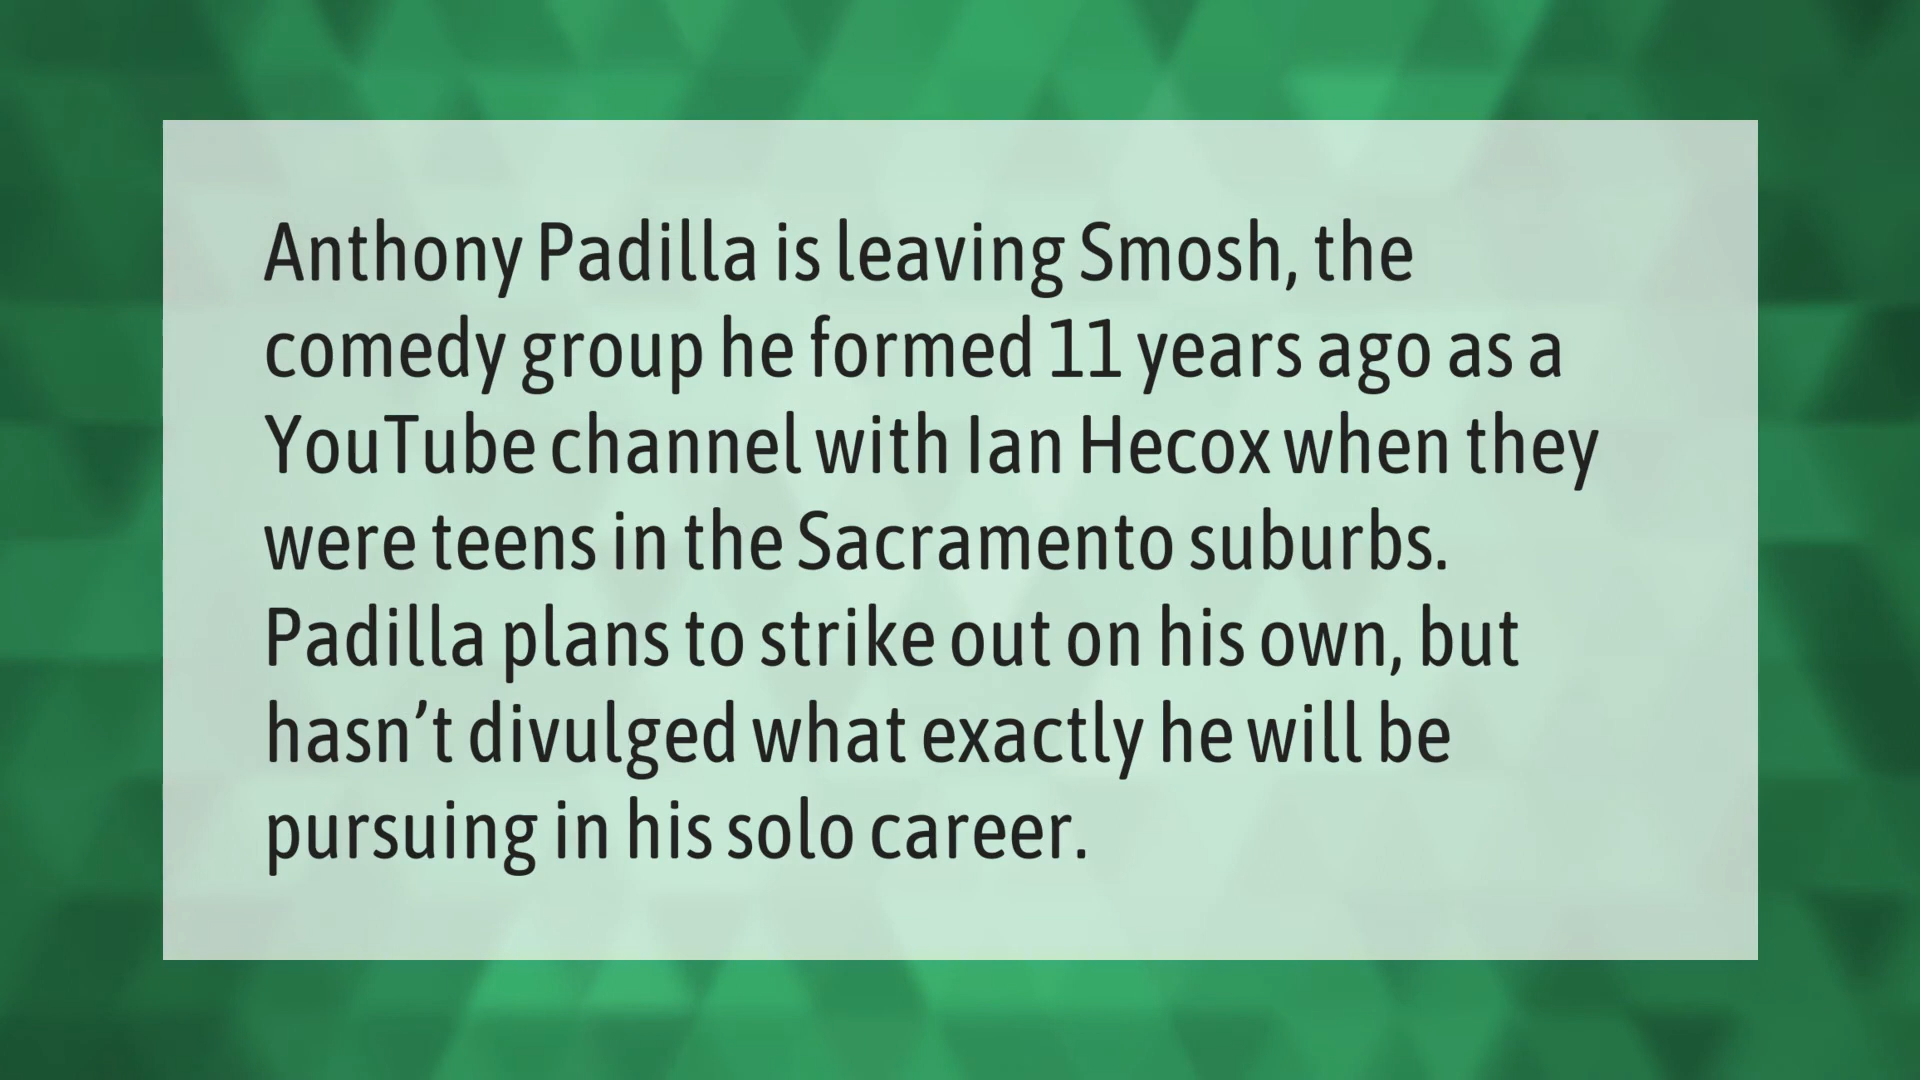 Anthony Padilla is leaving Smosh, the
comedy group he formed 11 years ago as a
YouTube channel with Ian Hecox when they
were teens in the Sacramento suburbs.
Padilla plans to strike out on his own, but
hasn’t divulged what exactly he will be
pursuing in his solo career.